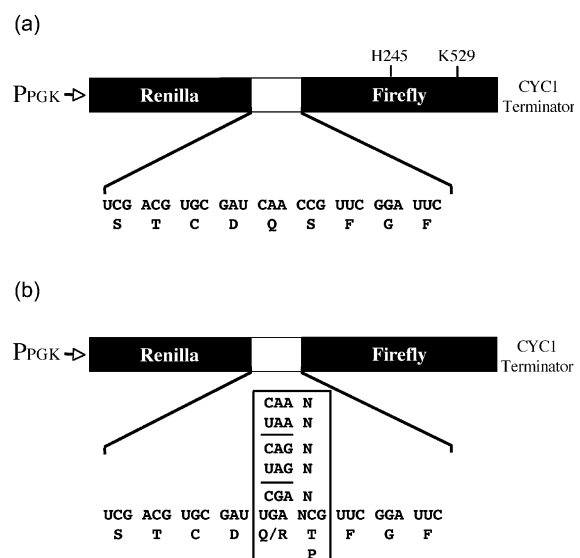 (a)
H245 K529
PPGK Renilla Firefly CYC1 Terminator
UCG ACG UGC GAU CAA CCG UUC GGA UUC
S T C D Q S F G F
(b)
PPGK Renilla Firefly CYC1 Terminator
CAA N
UAA N
CAG N
UAG N
CGA N
UCG ACG UGC GAU UGA NCG UUC GGA UUC
S T C D Q/R T F G F
P